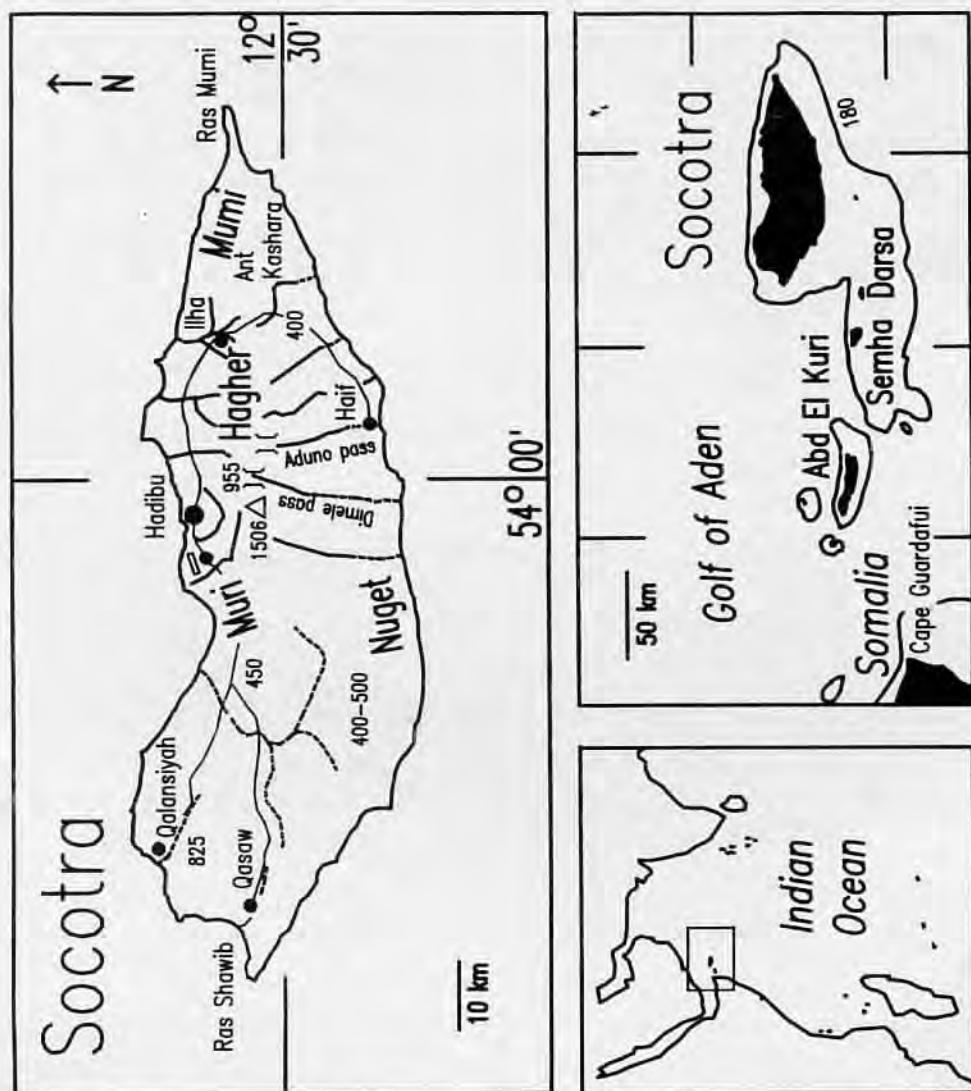 Socotra
N
12°
30'
Ras Mumi
Mumi
Ant
Kashara
Ilha
400
Hagher
Haif
Hadibu
955
Aduno pass
1506
Dimele pass
54° 00'
Muri
Nuget
450
400-500
Qalansiyah
825
Qasaw
Ras Shawib
10 km
Indian
Ocean
Socotra
180
50 km
Golf of Aden
Abd El Kuri
Semha Darsa
Somalia
Cape Guardafui